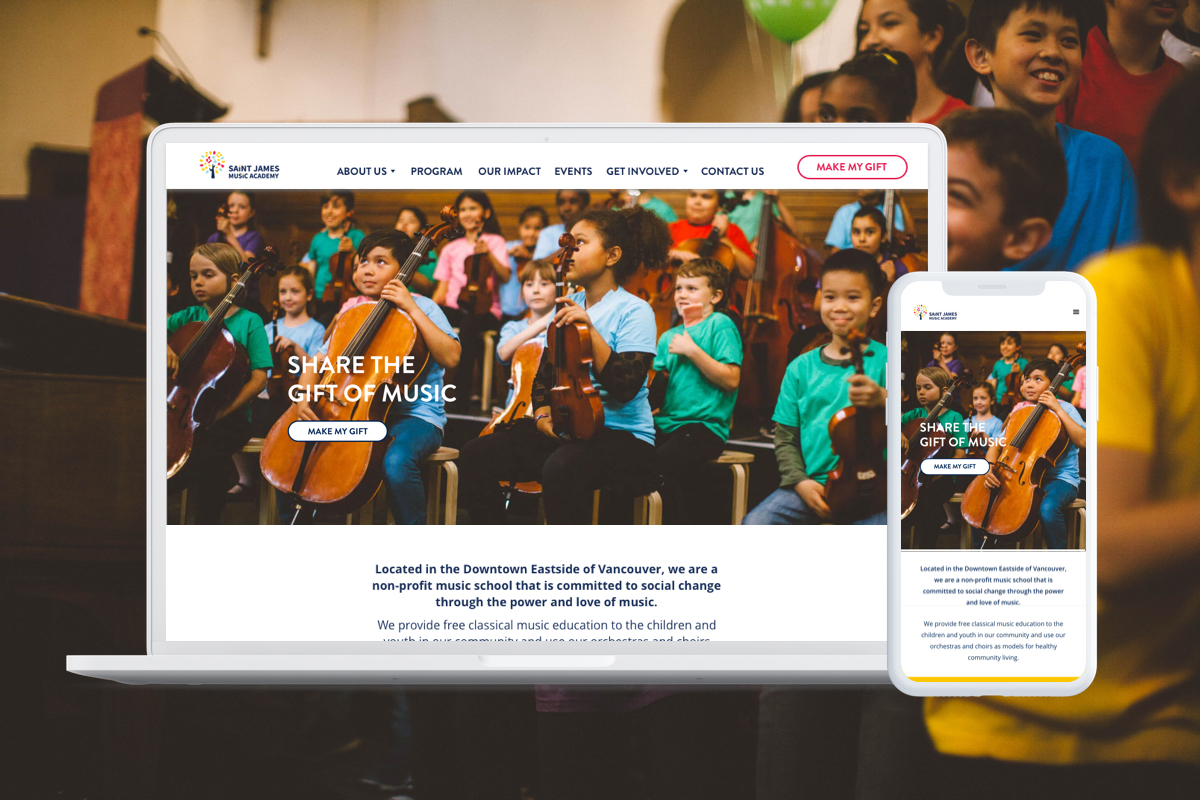 SAINT JAMES
MUSIC ACADEMY
ABOUT US
PROGRAM
OUR IMPACT
EVENTS
GET INVOLVED
CONTACT US
MAKE MY GIFT
SHARE THE
GIFT OF MUSIC
MAKE MY GIFT
Located in the Downtown Eastside of Vancouver, we are a
non-profit music school that is committed to social change
through the power and love of music.
We provide free classical music education to the children and
youth in our community and use our orchestras and choirs
SAINT JAMES
MUSIC ACADEMY
SHARE THE
GIFT OF MUSIC
MAKE MY GIFT
Located in the Downtown Eastside of Vancouver,
we are a non-profit music school that is
committed to social change through the power
and love of music.
We provide free classical music education to the
children and youth in our community and use our
orchestras and choirs as models for healthy
community living.